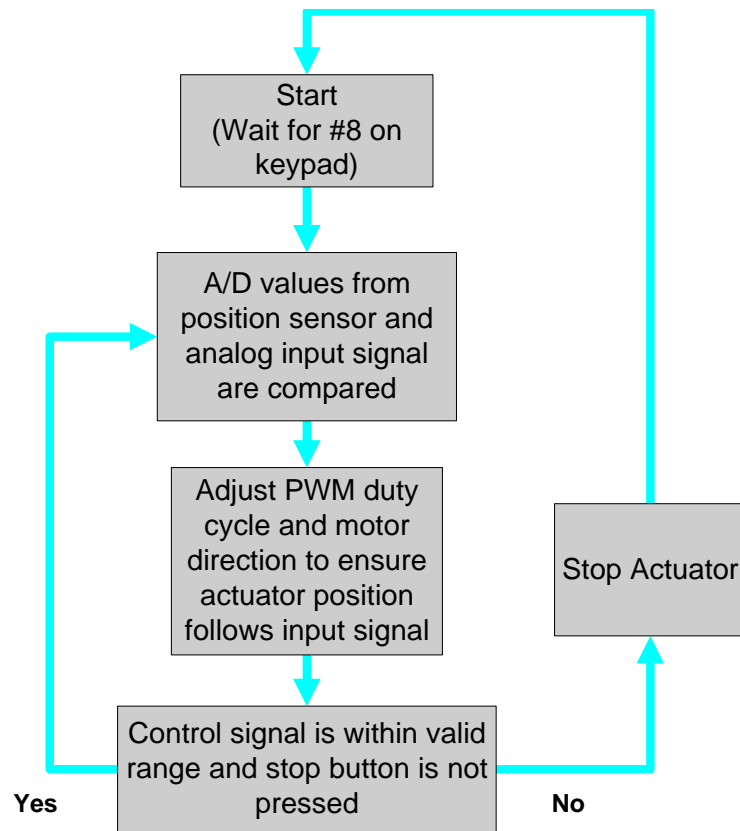 Start
(Wait for #8 on
keypad)
A/D values from
position sensor and
analog input signal
are compared
Adjust PWM duty
cycle and motor
direction to ensure
actuator position
follows input signal
Stop Actuator
Control signal is within valid
range and stop button is not
pressed
Yes
No